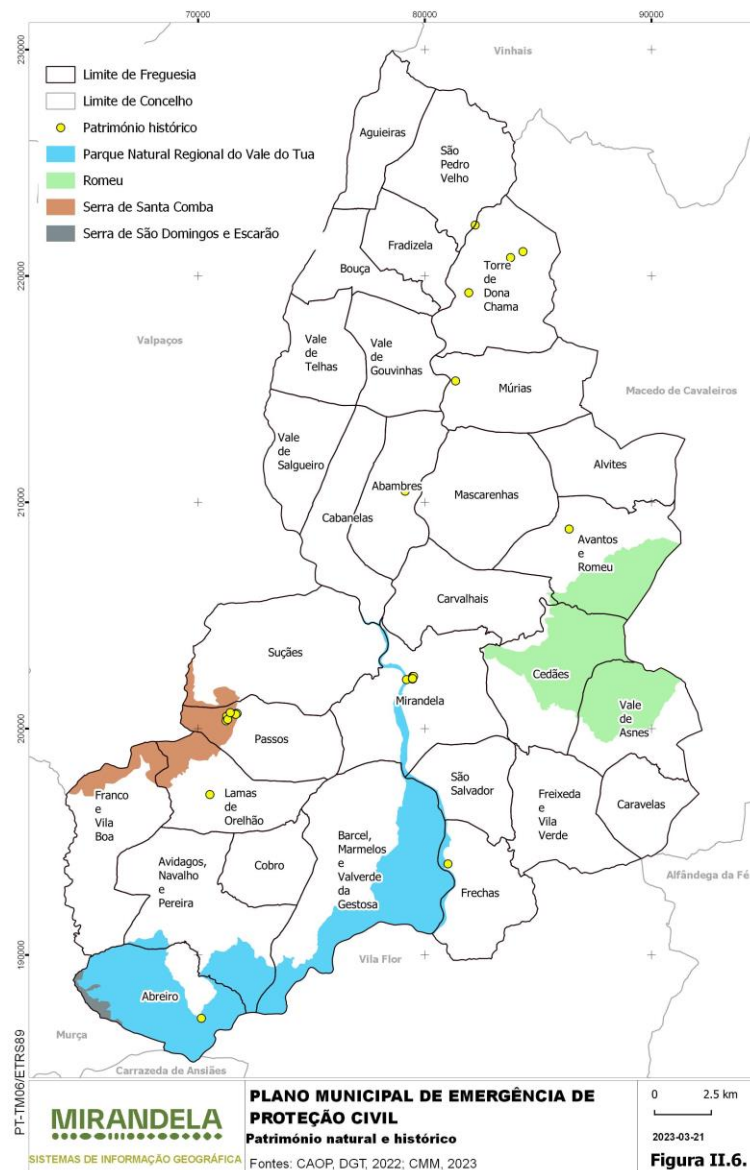 70000
80000
90000
230000
220000
210000
200000
190000
Limite de Freguesia
Limite de Concelho
Património histórico
Parque Natural Regional do Vale do Tua
Romeu
Serra de Santa Comba
Serra de São Domingos e Escarão
Vinhais
Valpaços
Macedo de Cavaleiros
Alfândega da Fé
Vila Flor
Murça
Carrazeda de Ansiães
Aguieiras
São
Pedro
Velho
Fradizela
Bouça
Torre
de
Dona
Chama
Vale
de
Telhas
Vale
de
Gouvinhas
Múrias
Vale
de
Salgueiro
Abambres
Cabanelas
Mascarenhas
Alvites
Avantos
e
Romeu
Carvalhais
Suções
Mirandela
Cedães
Vale
de
Asnes
Passos
São
Salvador
Freixeda
e
Vila
Verde
Caravelas
Franco
e
Vila
Boa
Lamas
de
Orelhão
Barcel,
Marmelos
e
Valverde
da
Gestosa
Avidagos,
Navalho
e
Pereira
Cobro
Frechas
Abreiro
PT-TM06/ETRS89
MIRANDELA
SISTEMAS DE INFORMAÇÃO GEOGRÁFICA
PLANO MUNICIPAL DE EMERGÊNCIA DE
PROTEÇÃO CIVIL
Património natural e histórico
Fontes: CAOP, DGT, 2022; CMM, 2023
0 2.5 km
2023-03-21
Figura II.6.